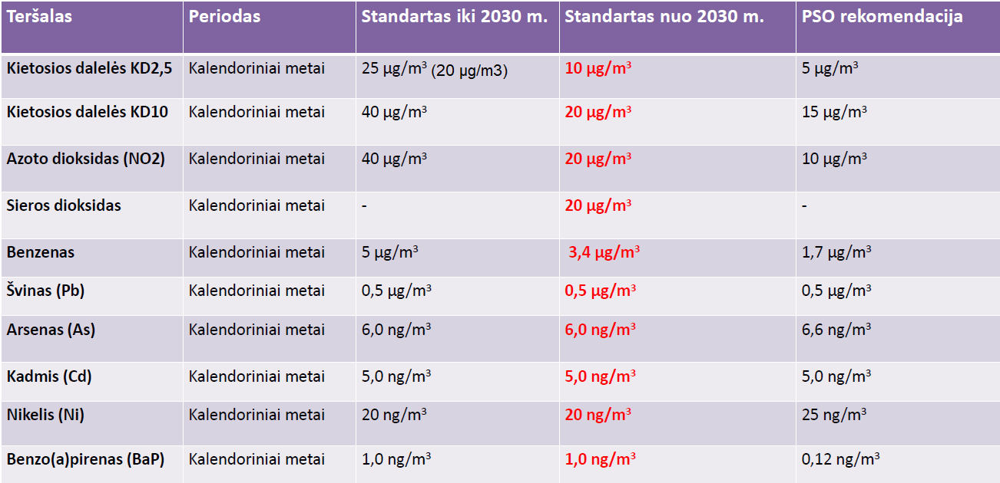 Teršalas Periodas Standartas iki 2030 m. Standartas nuo 2030 m. PSO rekomendacija
Kietosios dalelės KD2,5 Kalendoriniai metai 25 µg/m³ (20 µg/m3) 10 µg/m³ 5 µg/m³
Kietosios dalelės KD10 Kalendoriniai metai 40 µg/m³ 20 µg/m³ 15 µg/m³
Azoto dioksidas (NO2) Kalendoriniai metai 40 µg/m³ 20 µg/m³ 10 µg/m³
Sieros dioksidas Kalendoriniai metai - 20 µg/m³ -
Benzenas Kalendoriniai metai 5 µg/m³ 3,4 µg/m³ 1,7 µg/m³
Švinas (Pb) Kalendoriniai metai 0,5 µg/m³ 0,5 µg/m³ 0,5 µg/m³
Arsenas (As) Kalendoriniai metai 6,0 ng/m³ 6,0 ng/m³ 6,6 ng/m³
Kadmis (Cd) Kalendoriniai metai 5,0 ng/m³ 5,0 ng/m³ 5,0 ng/m³
Nikelis (Ni) Kalendoriniai metai 20 ng/m³ 20 ng/m³ 25 ng/m³
Benzo(a)pirenas (BaP) Kalendoriniai metai 1,0 ng/m³ 1,0 ng/m³ 0,12 ng/m³